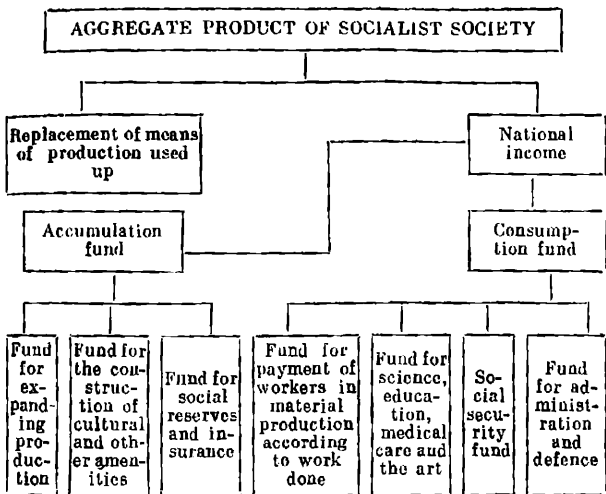 AGGREGATE PRODUCT OF SOCIALIST SOCIETY
Replacement of means
of production used
up
National
income
Accumulation
fund
Consump-
tion fund
Fund
for
ex-
pand-
ing
pro-
duc-
tion
Fund for
the con-
struc-
tion of
cultural
and oth-
er amen-
ities
Fund for
social
reserves
and in-
surance
Fund for
payment of
workers in
material
production
according
to work
done
Fund for
science,
educa-
tion,
medical
care and
the art
So-
cial
secu-
rity
fund
Fund
for ad-
minist-
ration
and
defence